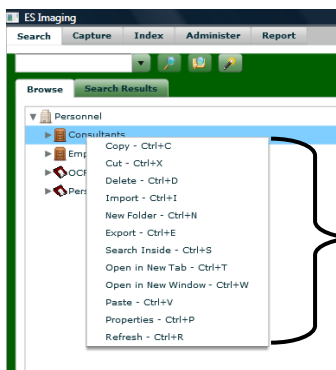 ES Imaging
Search Capture Index Administer Report
Browse Search Results
Personnel
Consultants
Copy - Ctrl+C
Cut - Ctrl+X
Delete - Ctrl+D
Import - Ctrl+I
New Folder - Ctrl+N
Export - Ctrl+E
Search Inside - Ctrl+S
Open in New Tab - Ctrl+T
Open in New Window - Ctrl+W
Paste - Ctrl+V
Properties - Ctrl+P
Refresh - Ctrl+R